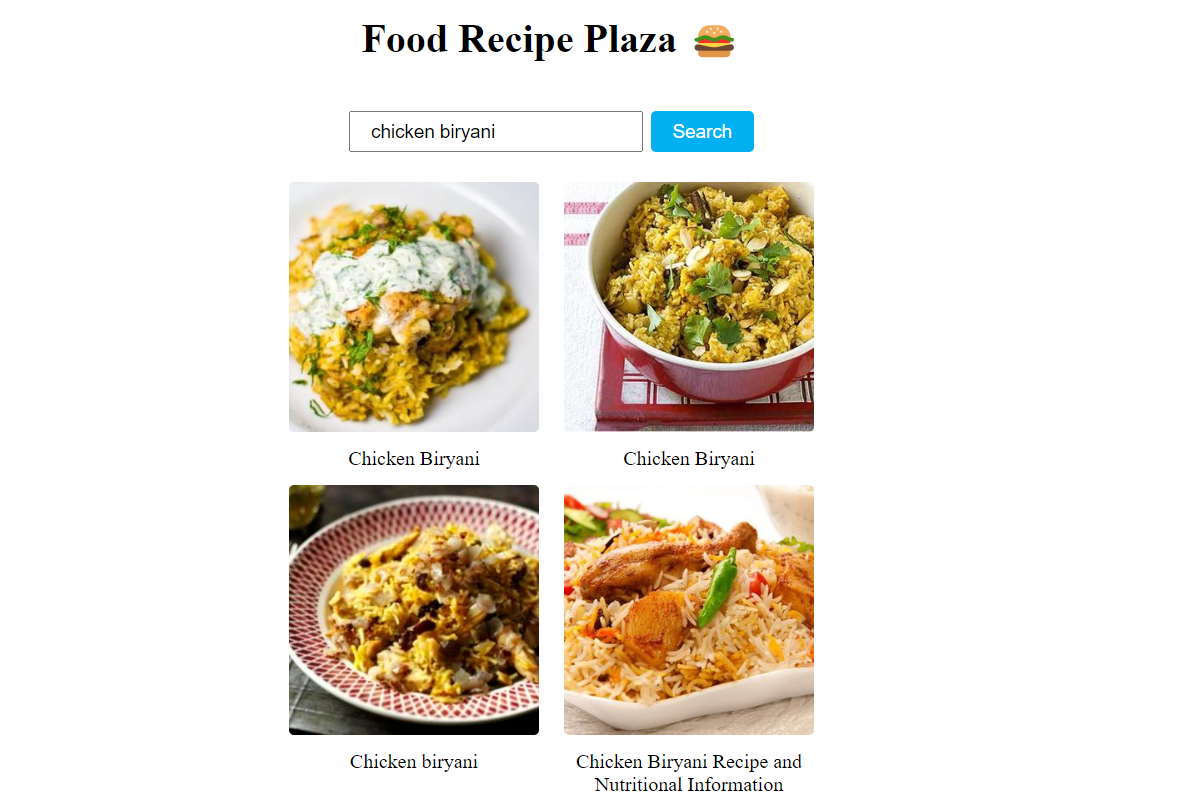 Food Recipe Plaza 🍔
chicken biryani
Search
Chicken Biryani
Chicken Biryani
Chicken biryani
Chicken Biryani Recipe and
Nutritional Information